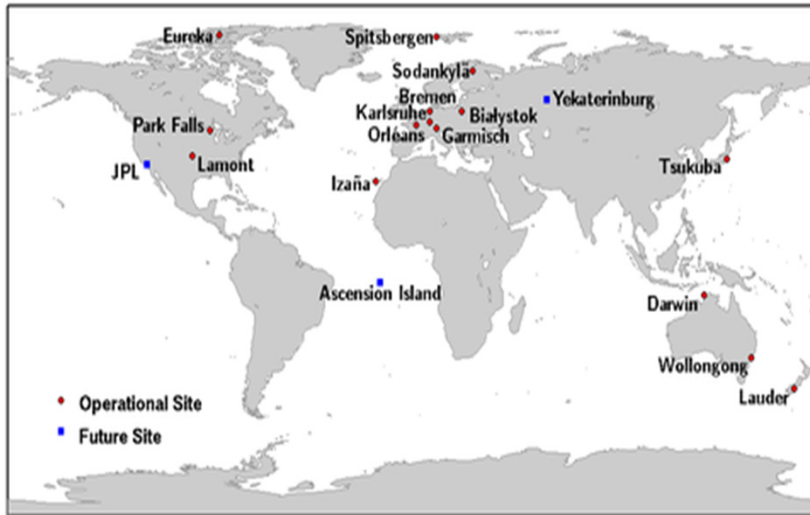 Eureka
Spitsbergen
Sodankylä
Bremen
Yekaterinburg
Karlsruhe
Białystok
Park Falls
Orléans
Garmisch
Lamont
JPL
Tsukuba
Izaña
Ascension Island
Darwin
Wollongong
Lauder
Operational Site
Future Site